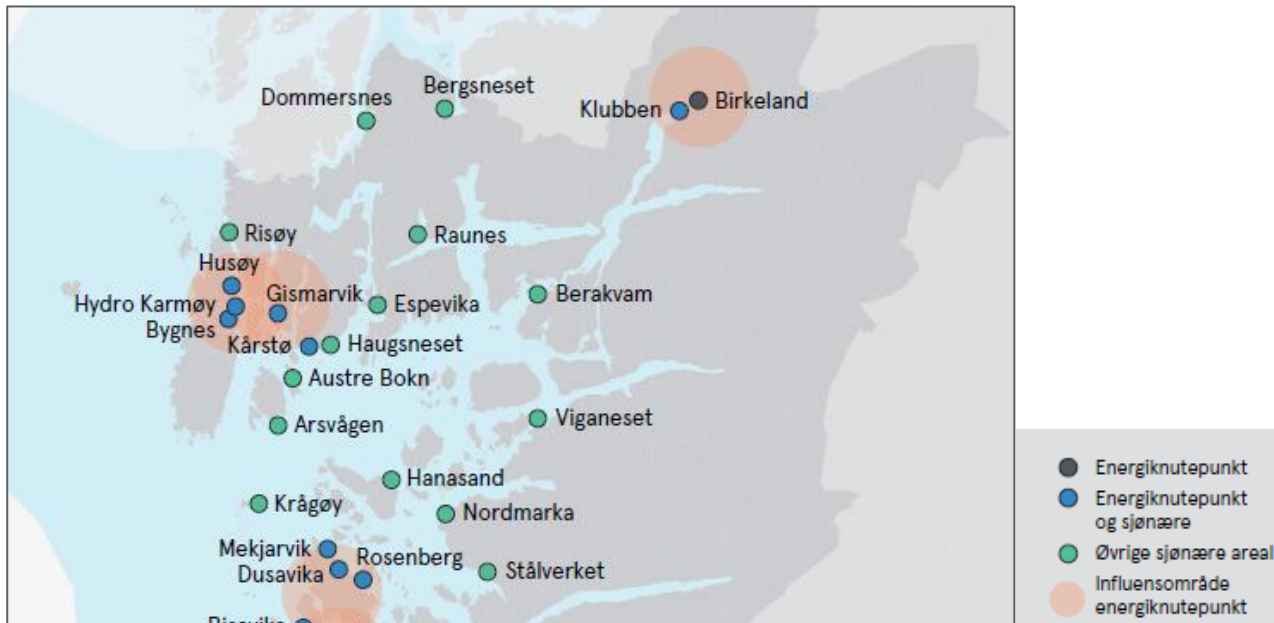 Bergsneset
Dommersnes
Klubben
Birkeland
Risøy
Raunes
Husøy
Gismarvik
Hydro Karmøy
Espevika
Berakvam
Bygnes
Kårstø
Haugsneset
Austre Bokn
Arsvågen
Viganeset
Hanasand
Krågøy
Nordmarka
Mekjarvik
Rosenberg
Dusavika
Stålverket
Energiknutepunkt
Energiknutepunkt
og sjønære
Øvrige sjønære areal
Influensområde
energiknutepunkt